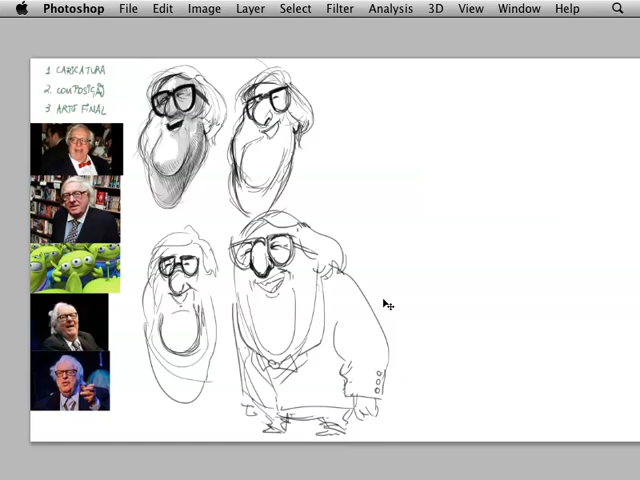 Photoshop File Edit Image Layer Select Filter Analysis 3D View Window Help
1 CARICATURA
2. COMPOSIÇÃO
3 ARTE FINAL